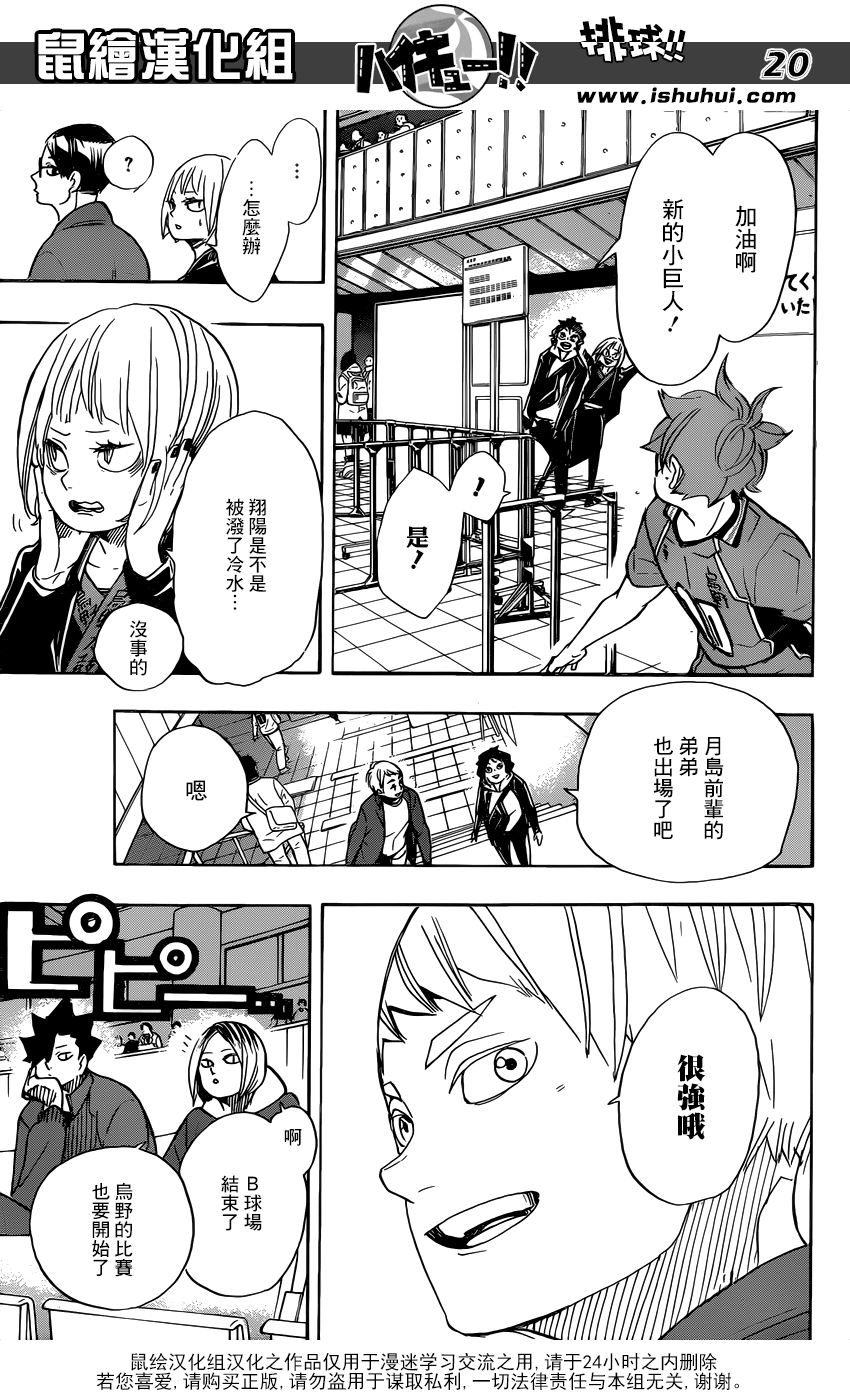 鼠繪漢化組
ハイキュー!!
排球!!
20
www.ishuhui.com
加油啊
新的小巨人!
てく
いた
!
是!
…
…怎麼辦
?
翔陽是不是
被潑了冷水…
沒事的
月島前輩的
弟弟
也出場了吧
嗯
很強哦
ピピー
啊
B球場
結束了
烏野的比賽
也要開始了
鼠绘汉化组汉化之作品仅用于漫迷学习交流之用, 请于24小时之内删除
若您喜爱, 请购买正版, 请勿盗用于谋取私利, 一切法律责任与本组无关, 谢谢。